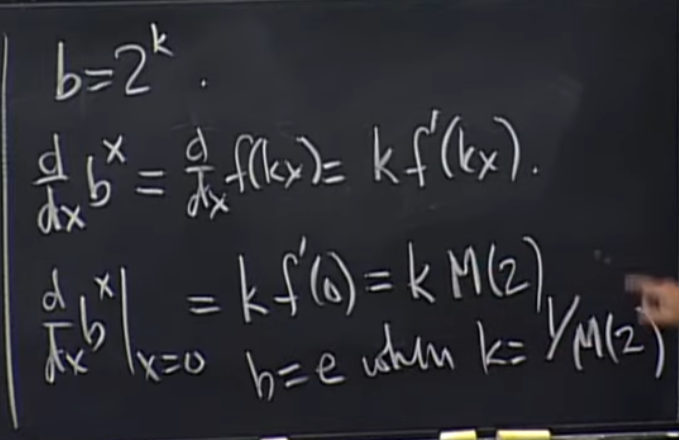 b=2^k.
d/dx b^x = d/dx f(kx) = k f'(kx).
d/dx b^x |_{x=0} = k f'(0) = k M(2)
b=e when k= 1/M(2)